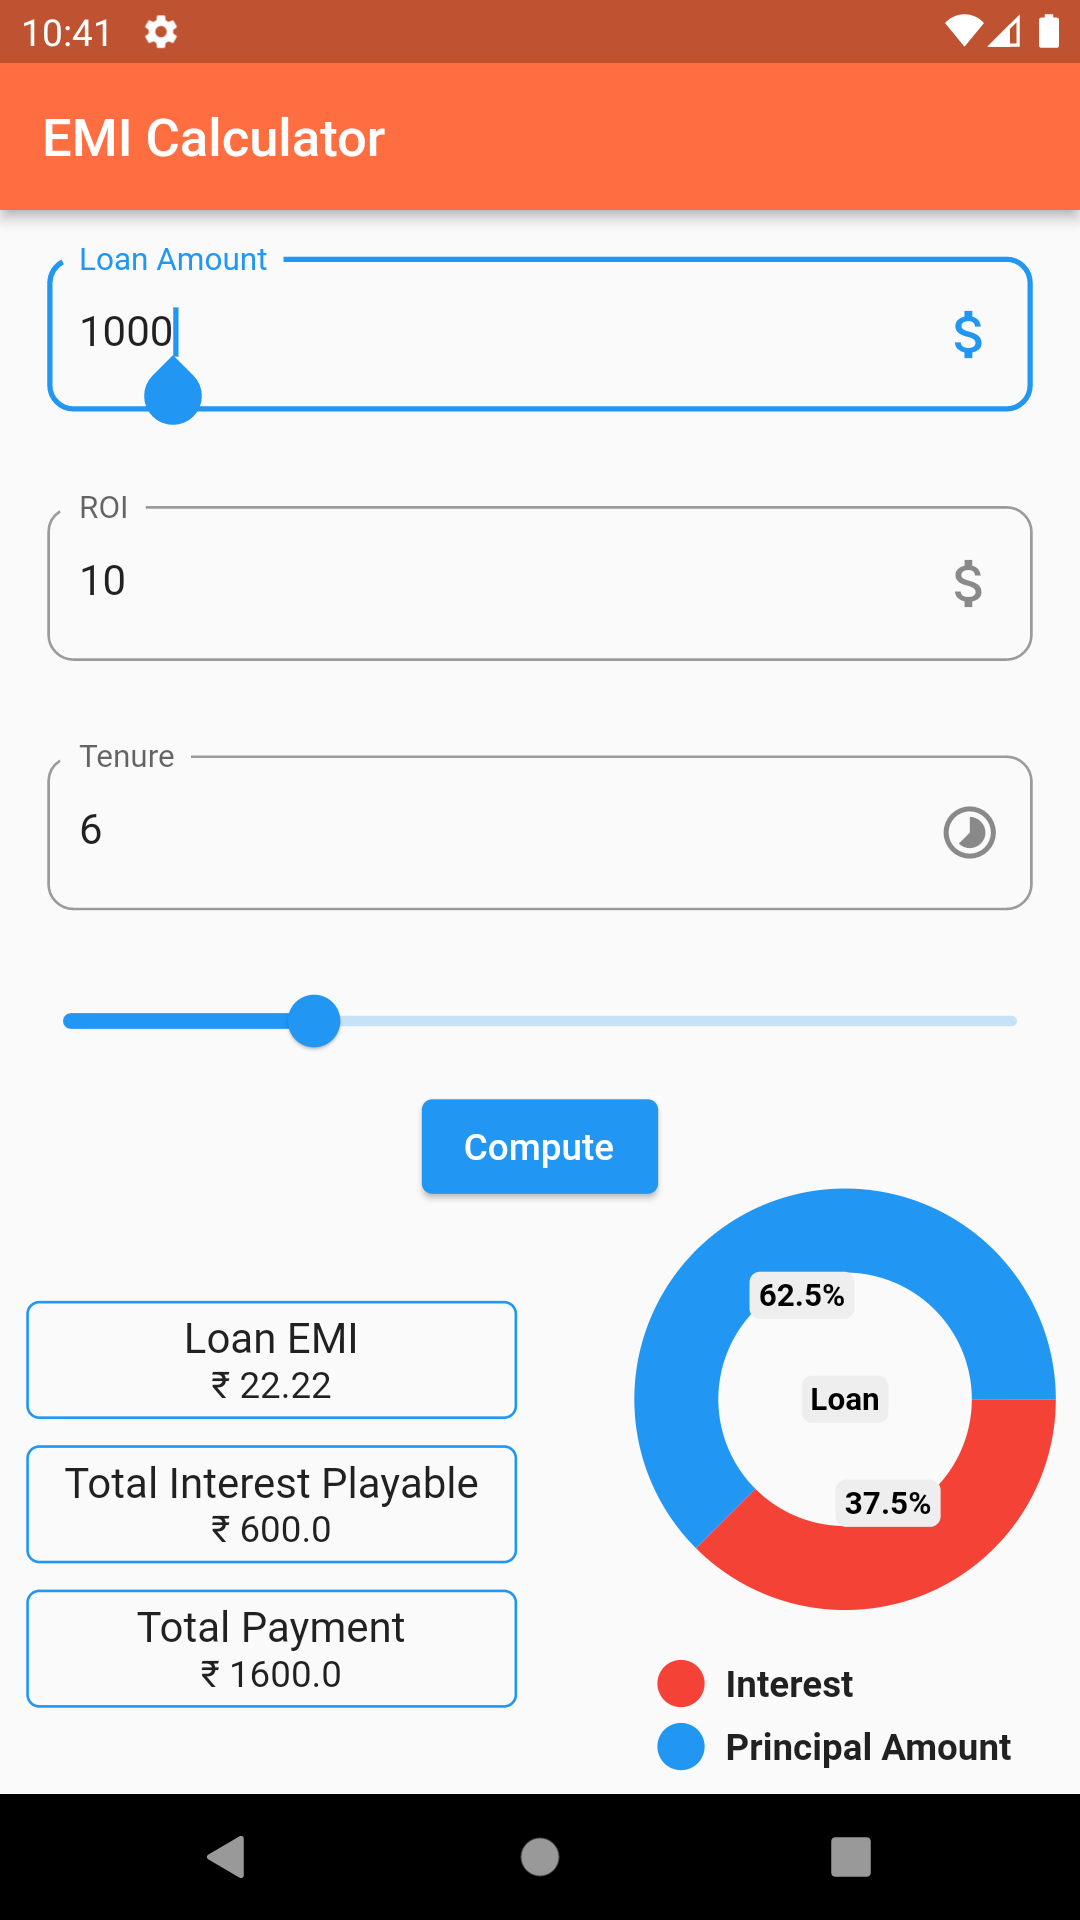 10:41
EMI Calculator
Loan Amount
1000
$
ROI
10
$
Tenure
6
Compute
Loan EMI
₹ 22.22
Total Interest Playable
₹ 600.0
Total Payment
₹ 1600.0
62.5%
Loan
37.5%
Interest
Principal Amount